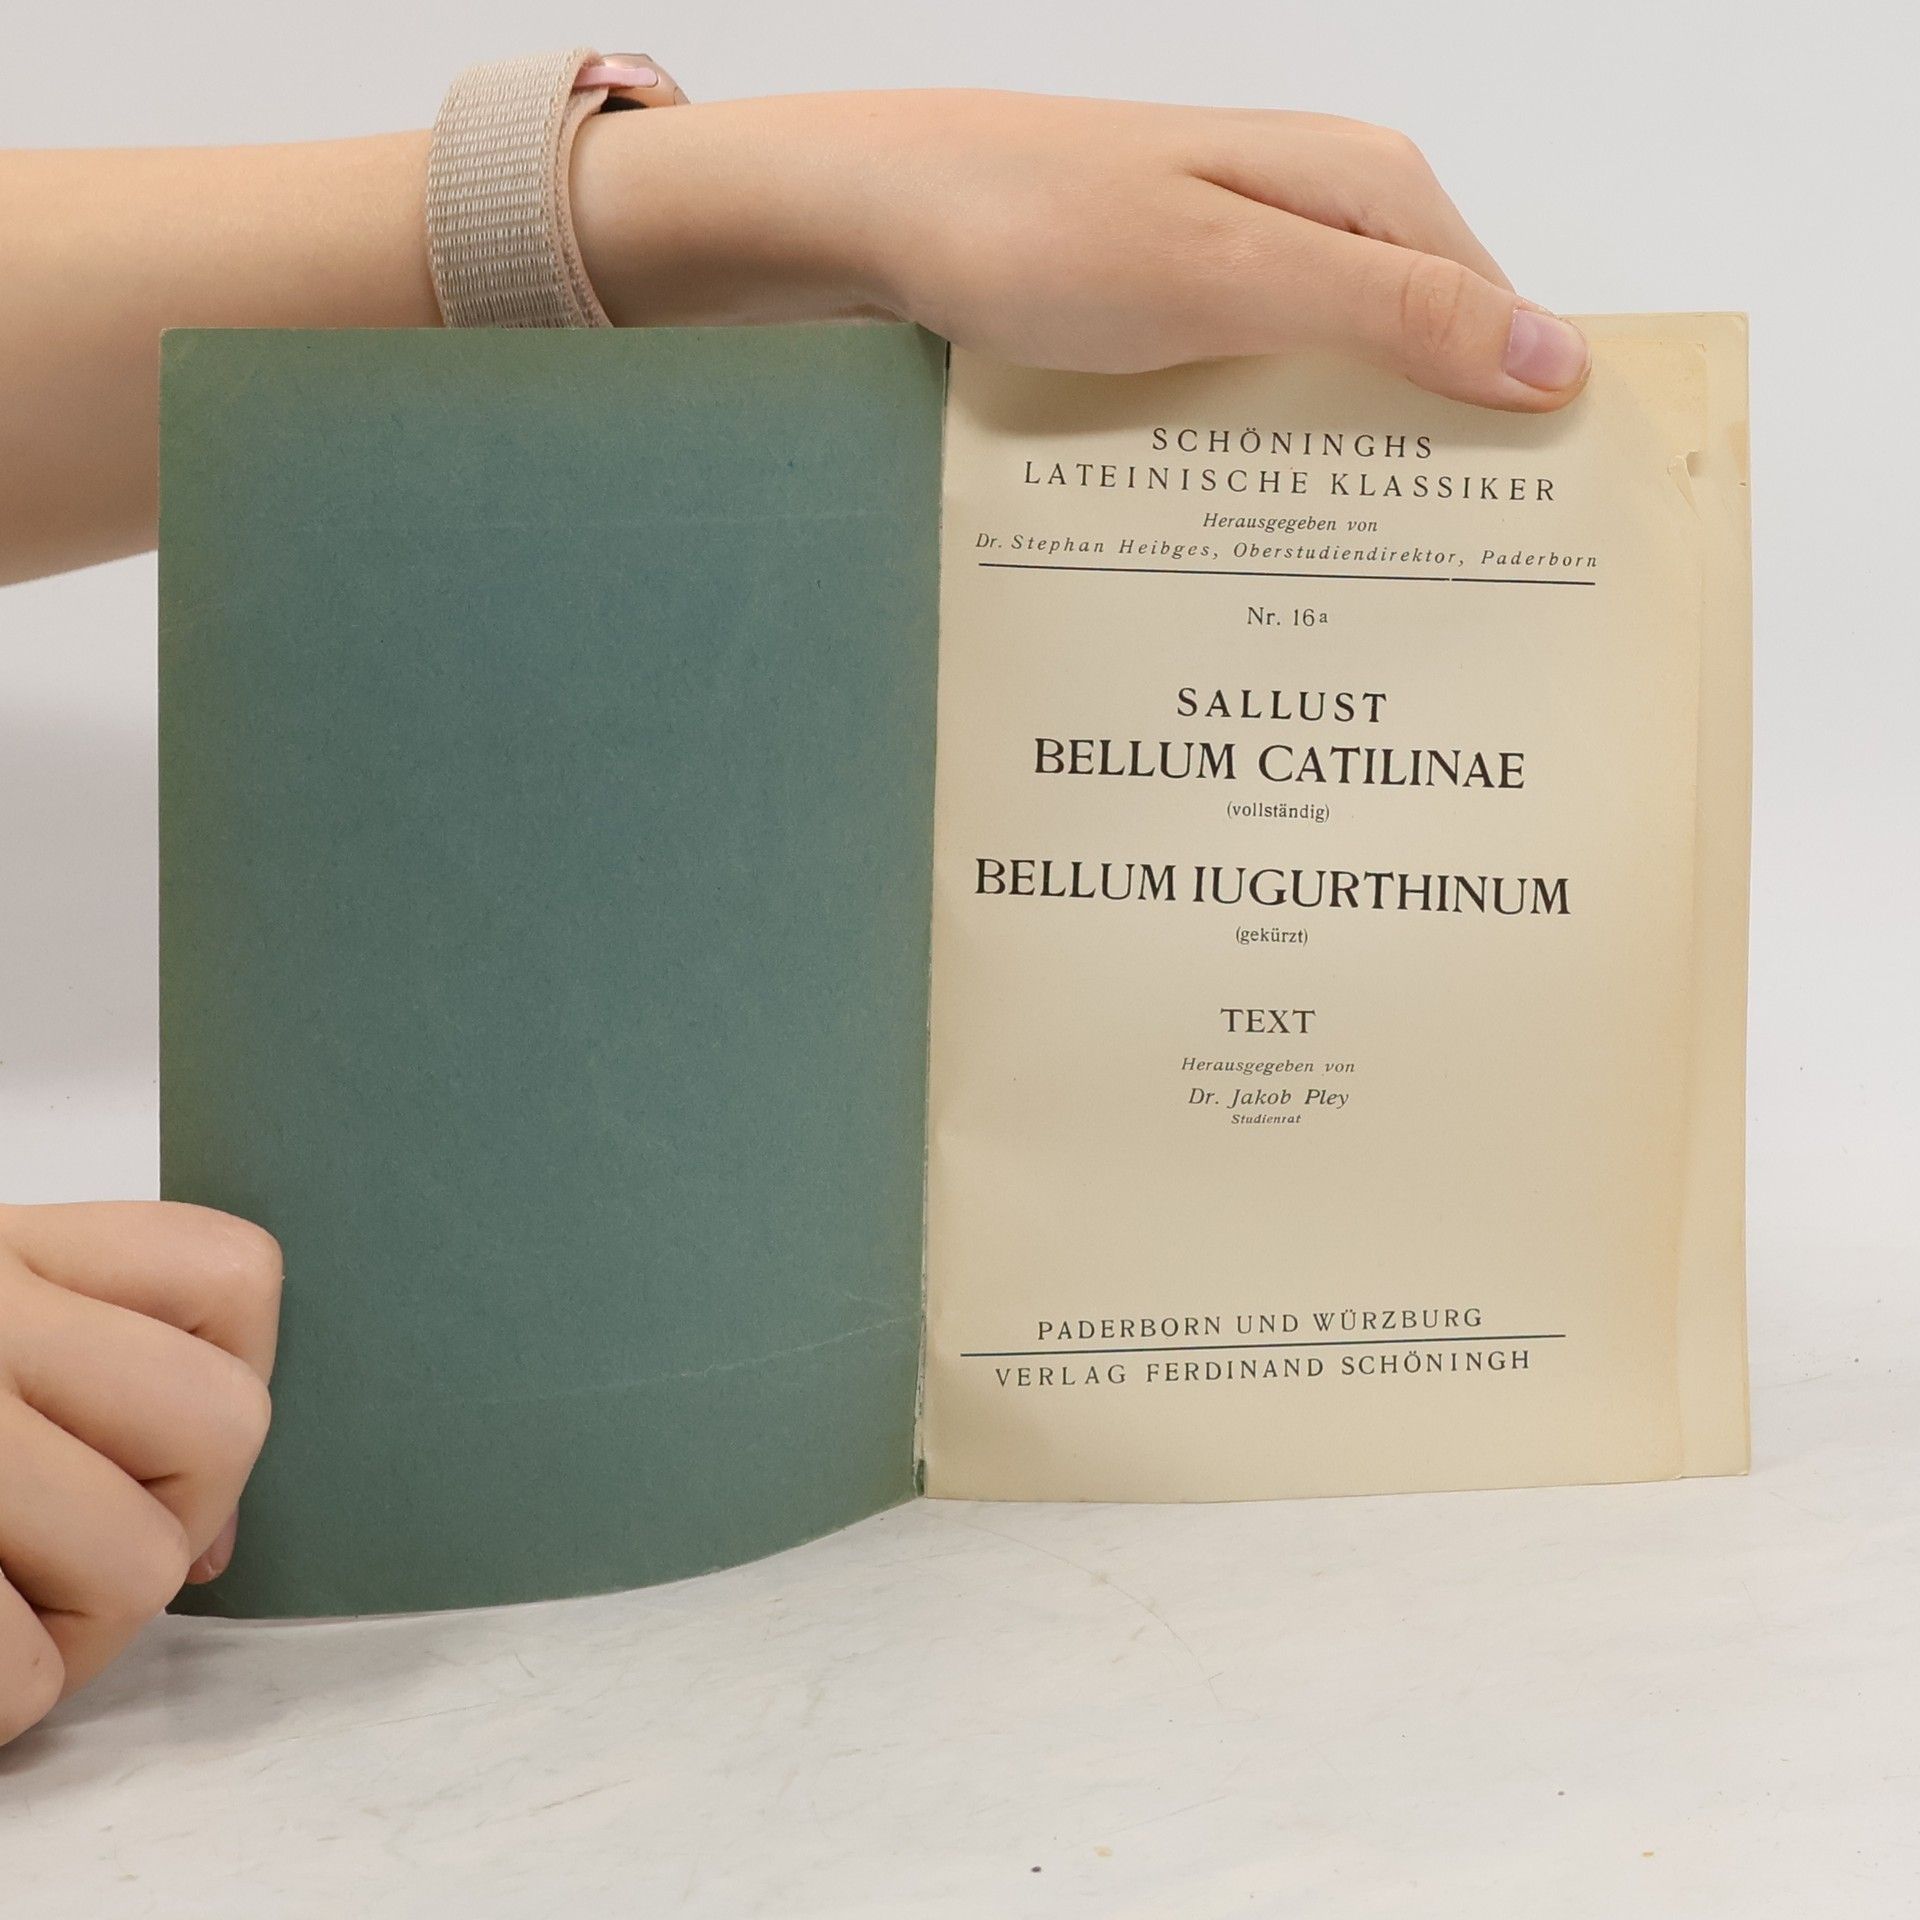 SCHÖNINGHS
LATEINISCHE KLASSIKER
Herausgegeben von
Dr. Stephan Heibges, Oberstudiendirektor, Paderborn
Nr. 16a
SALLUST
BELLUM CATILINAE
(vollständig)
BELLUM IUGURTHINUM
(gekürzt)
TEXT
Herausgegeben von
Dr. Jakob Pley
Studienrat
PADERBORN UND WÜRZBURG
VERLAG FERDINAND SCHÖNINGH